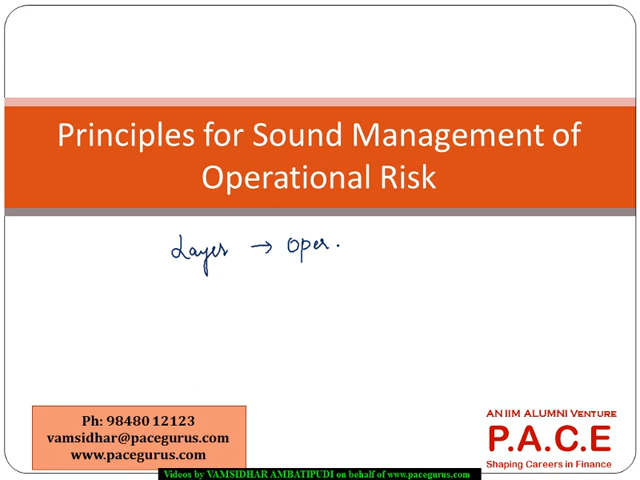 Principles for Sound Management of
Operational Risk
Layer → Oper.
Ph: 98480 12123
vamsidhar@pacegurus.com
www.pacegurus.com
AN IIM ALUMNI VENTURE
P.A.C.E
Shaping Careers in Finance
Videos by VAMSIDHAR AMBATIPUDI on behalf of www.pacegurus.com